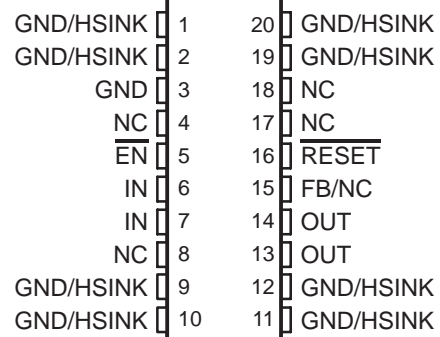 GND/HSINK 1 20 GND/HSINK
GND/HSINK 2 19 GND/HSINK
GND 3 18 NC
NC 4 17 NC
EN 5 16 RESET
IN 6 15 FB/NC
IN 7 14 OUT
NC 8 13 OUT
GND/HSINK 9 12 GND/HSINK
GND/HSINK 10 11 GND/HSINK